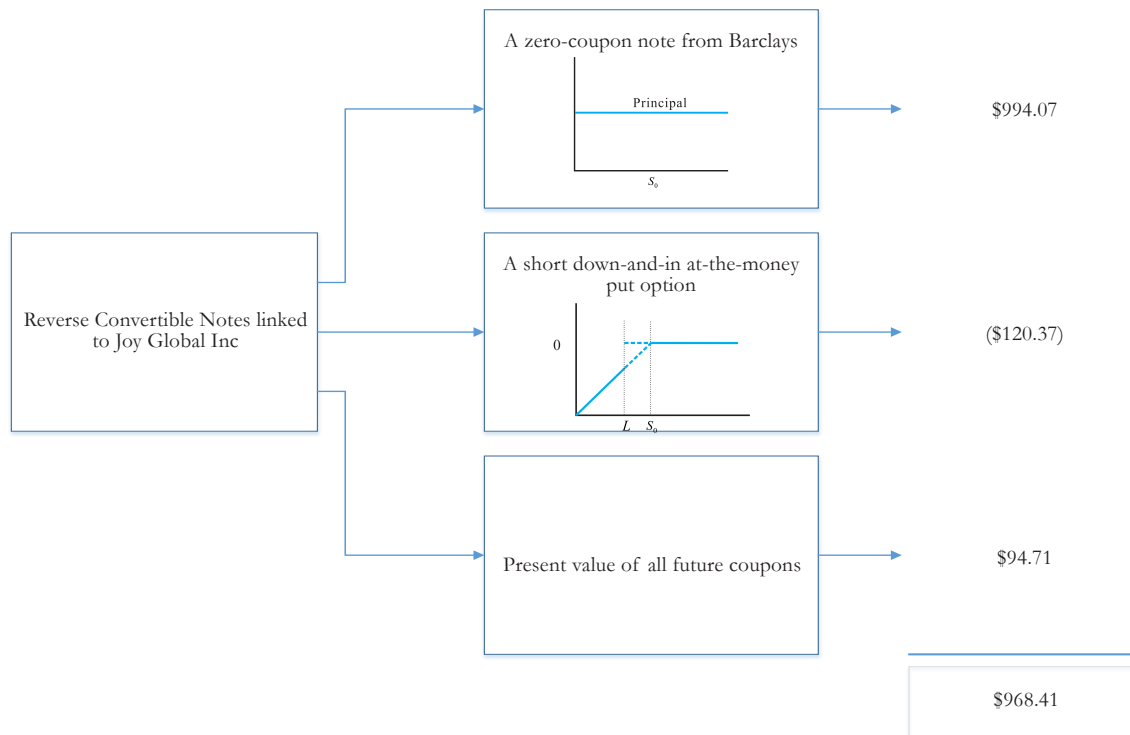 A zero-coupon note from Barclays
Principal
S₀
$994.07
Reverse Convertible Notes linked
to Joy Global Inc
A short down-and-in at-the-money
put option
0
L S₀
($120.37)
Present value of all future coupons
$94.71
$968.41